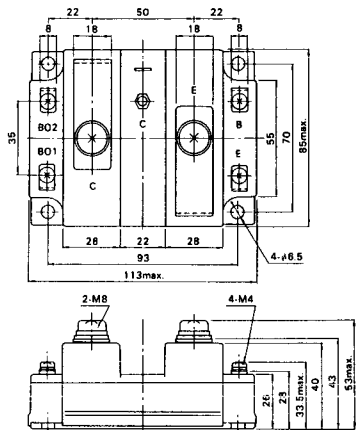 22 50 22
8 18 18 8
E
BO2 C B
35 55 70 85max.
BO1 E
C
28 22 28
4-φ6.5
93
113max.
2-M8 4-M4
26 28 33.5max. 40 43 53max.